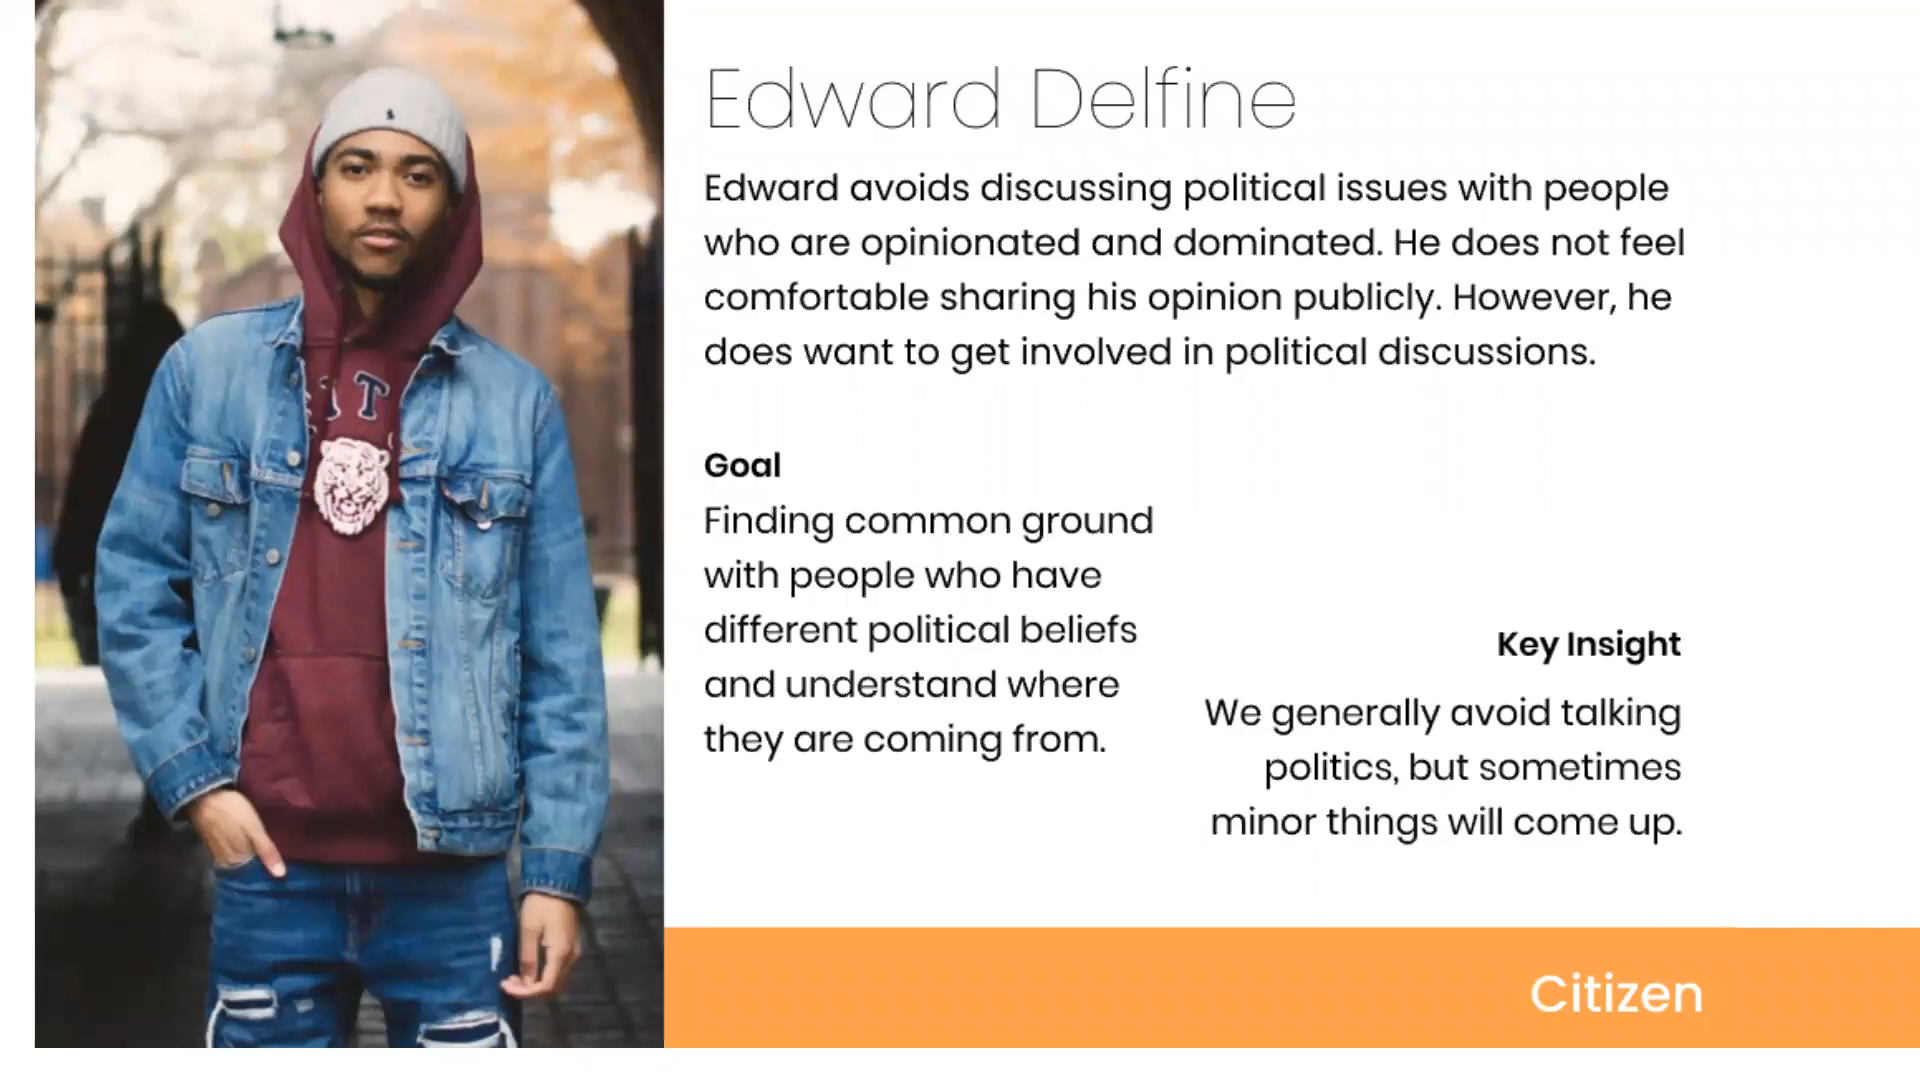 Edward Delfine
Edward avoids discussing political issues with people
who are opinionated and dominated. He does not feel
comfortable sharing his opinion publicly. However, he
does want to get involved in political discussions.
Goal
Finding common ground
with people who have
different political beliefs
and understand where
they are coming from.
Key Insight
We generally avoid talking
politics, but sometimes
minor things will come up.
Citizen